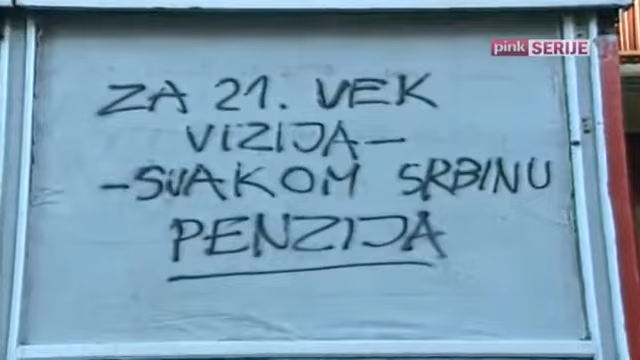 pink SERIJE
ZA 21. VEK
VIZIJA-
-SVAKOM SRBINU
PENZIJA